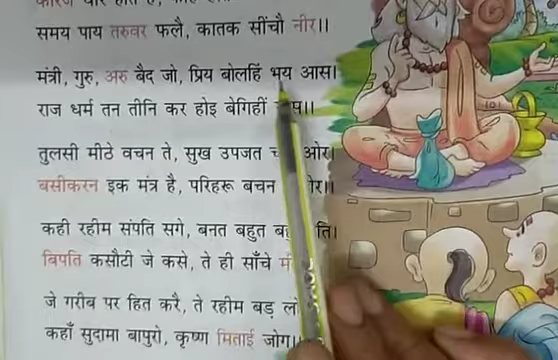 समय पाय तरुवर फलै, कातक सींचौ नीर।।
मंत्री, गुरु, अरु बैद जो, प्रिय बोलहिं भय आस।
राज धर्म तन तीनि कर होइ बेगिहीं
तुलसी मीठे वचन ते, सुख उपजत ओर।
बसीकरन इक मंत्र है, परिहरू बचन
कही रहीम संपति सगे, बनत बहुत
बिपति कसौटी जे कसे, ते ही साँचे
जे गरीब पर हित करै, ते रहीम बड़
कहाँ सुदामा बापुरो, कृष्ण मिताई जोग।